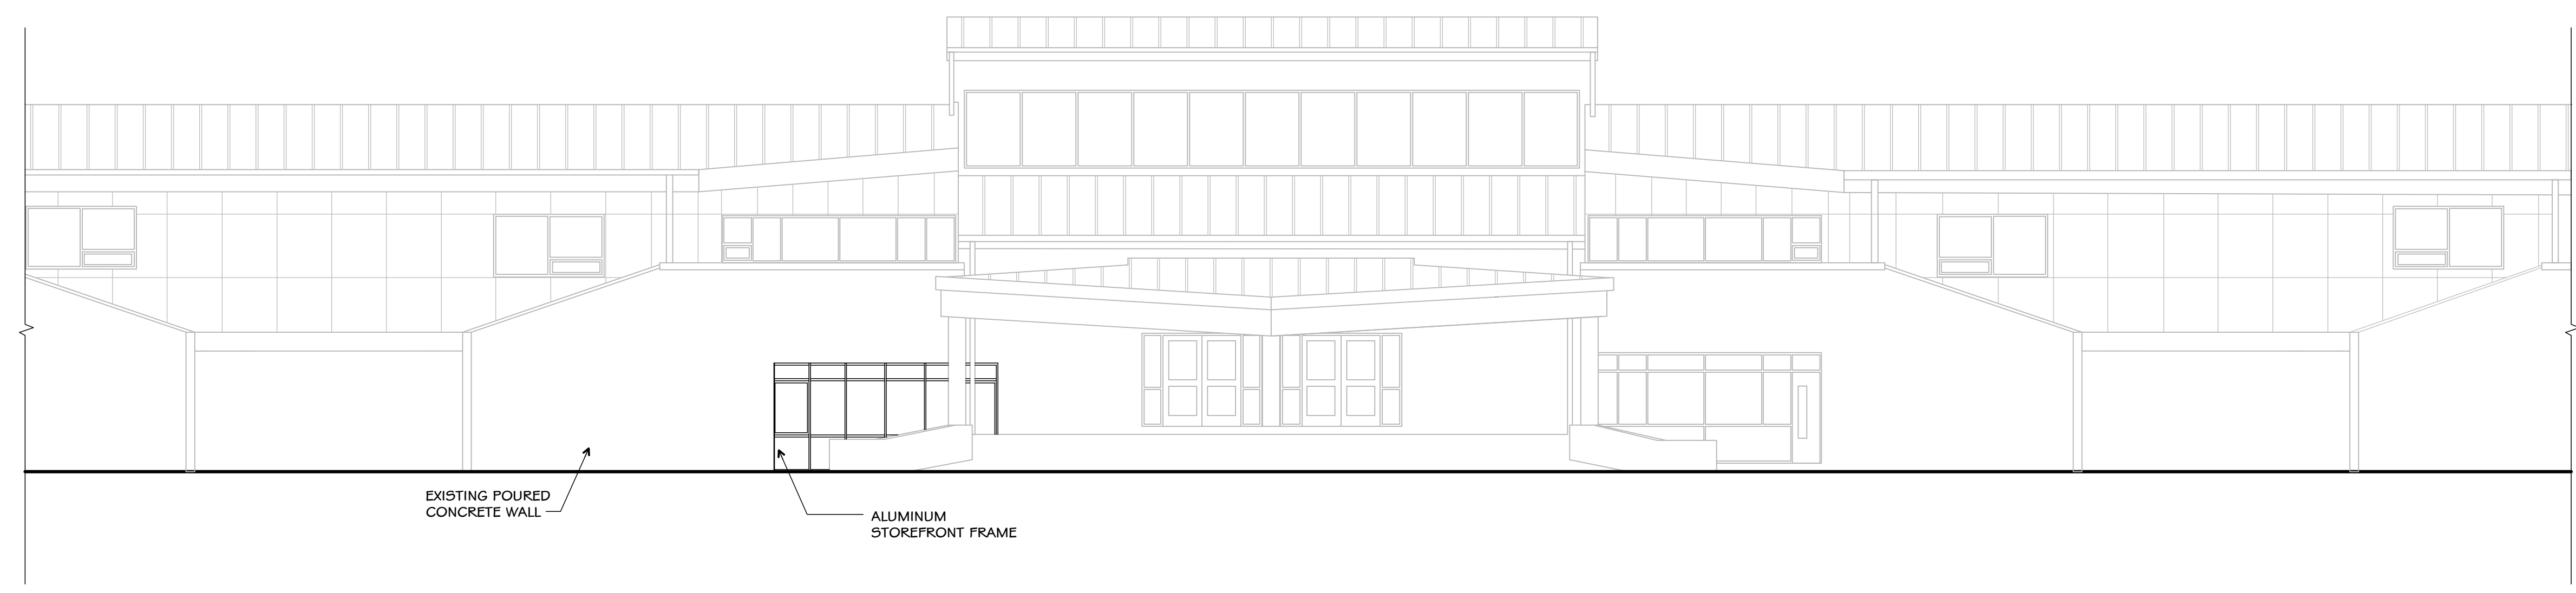 EXISTING POURED
CONCRETE WALL
ALUMINUM
STOREFRONT FRAME